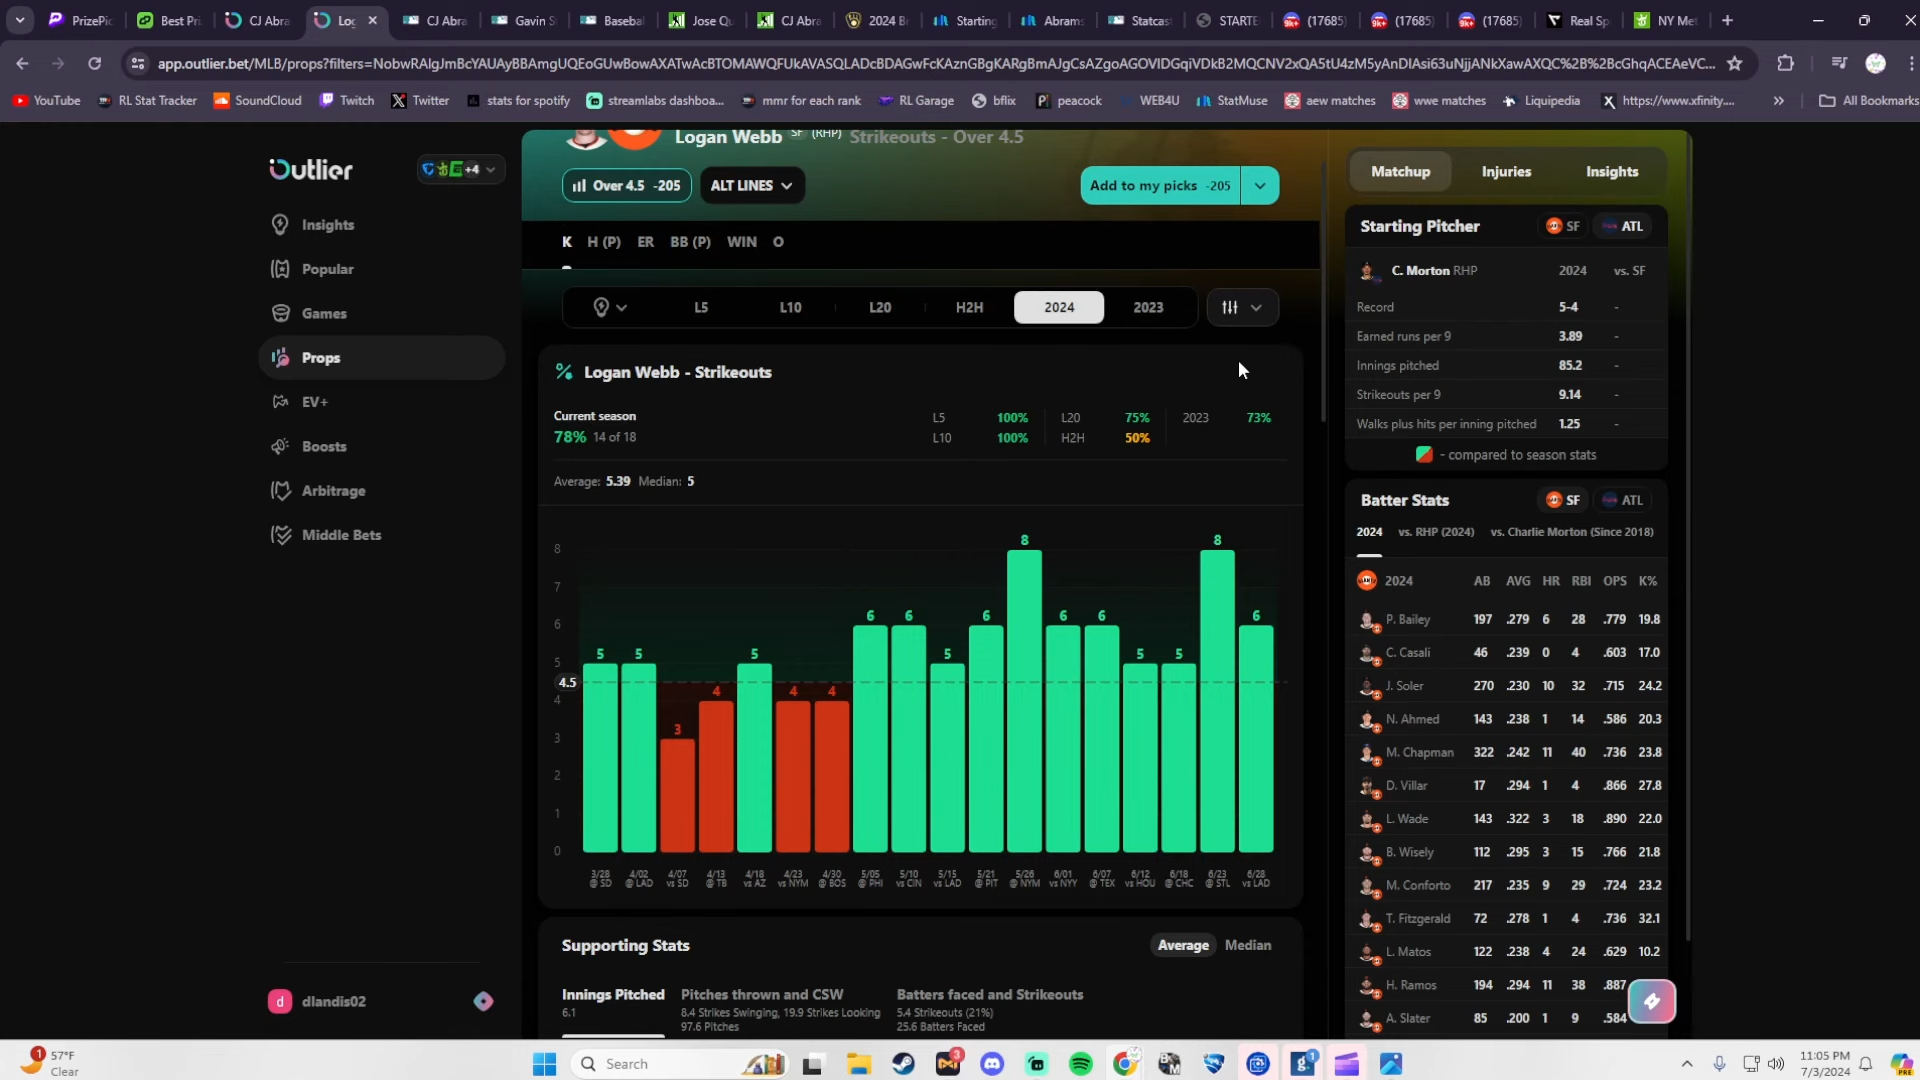 PrizePic
Best Pri
CJ Abra
Log
CJ Abra
Gavin S
Baseba
Jose Qu
CJ Abra
2024 Br
Startin
Abrams
Statcas
STARTE
(17685)
(17685)
(17685)
Real Sp
NY Met
app.outlier.bet/MLB/props?filters=NobwRAIgJmBcYAUAyBBAmgUQEoGUwBowAXATwAcBTOMAWQFUkAVASQLADcBDAGwFcKAznGBgKARgBmAJgCsAZgoAGOVIDGqiVDkB2MQCNV2xQA5tU4zM5yAnDIAsi63uNjjANkXawAXQC%2B%2BcGhqACEAeVC...
YouTube
RL Stat Tracker
SoundCloud
Twitch
Twitter
stats for spotify
streamlabs dashboa...
mmr for each rank
RL Garage
bflix
peacock
WEB4U
StatMuse
aew matches
wwe matches
Liquipedia
https://www.xfinity....
»
All Bookmarks
Outlier
+4
Insights
Popular
Games
Props
EV+
Boosts
Arbitrage
Middle Bets
d dlandis02
Logan Webb SF (RHP) Strikeouts - Over 4.5
Over 4.5 -205
ALT LINES
Add to my picks -205
K H (P) ER BB (P) WIN O
L5 L10 L20 H2H 2024 2023
% Logan Webb - Strikeouts
Current season
78% 14 of 18
L5 100% L20 75% 2023 73%
L10 100% H2H 50%
Average: 5.39 Median: 5
8
7
6
5
4.5
4
3
2
1
0
5 5 3 4 5 4 4 6 6 5 6 8 6 6 5 5 8 6
3/28 4/02 4/07 4/13 4/18 4/23 4/30 5/05 5/10 5/15 5/21 5/26 6/01 6/07 6/12 6/18 6/23 6/28
@ SD @ LAD vs SD @ TB vs AZ vs NYM @ BOS @ PHI vs CIN vs LAD @ PIT @ NYM vs NYY @ TEX vs HOU @ CHC @ STL vs LAD
Supporting Stats
Average Median
Innings Pitched
6.1
Pitches thrown and CSW
8.4 Strikes Swinging, 19.9 Strikes Looking
97.6 Pitches
Batters faced and Strikeouts
5.4 Strikeouts (21%)
25.6 Batters Faced
Matchup Injuries Insights
Starting Pitcher SF ATL
C. Morton RHP 2024 vs. SF
Record 5-4 -
Earned runs per 9 3.89 -
Innings pitched 85.2 -
Strikeouts per 9 9.14 -
Walks plus hits per inning pitched 1.25 -
- compared to season stats
Batter Stats SF ATL
2024 vs. RHP (2024) vs. Charlie Morton (Since 2018)
2024 AB AVG HR RBI OPS K%
P. Bailey 197 .279 6 28 .779 19.8
C. Casali 46 .239 0 4 .603 17.0
J. Soler 270 .230 10 32 .715 24.2
N. Ahmed 143 .238 1 14 .586 20.3
M. Chapman 322 .242 11 40 .736 23.8
D. Villar 17 .294 1 4 .866 27.8
L. Wade 143 .322 3 18 .890 22.0
B. Wisely 112 .295 3 15 .766 21.8
M. Conforto 217 .235 9 29 .724 23.2
T. Fitzgerald 72 .278 1 4 .736 32.1
L. Matos 122 .238 4 24 .629 10.2
H. Ramos 194 .294 11 38 .887
A. Slater 85 .200 1 9 .584
1
57°F
Clear
Search
3
1
11:05 PM
7/3/2024
PRE